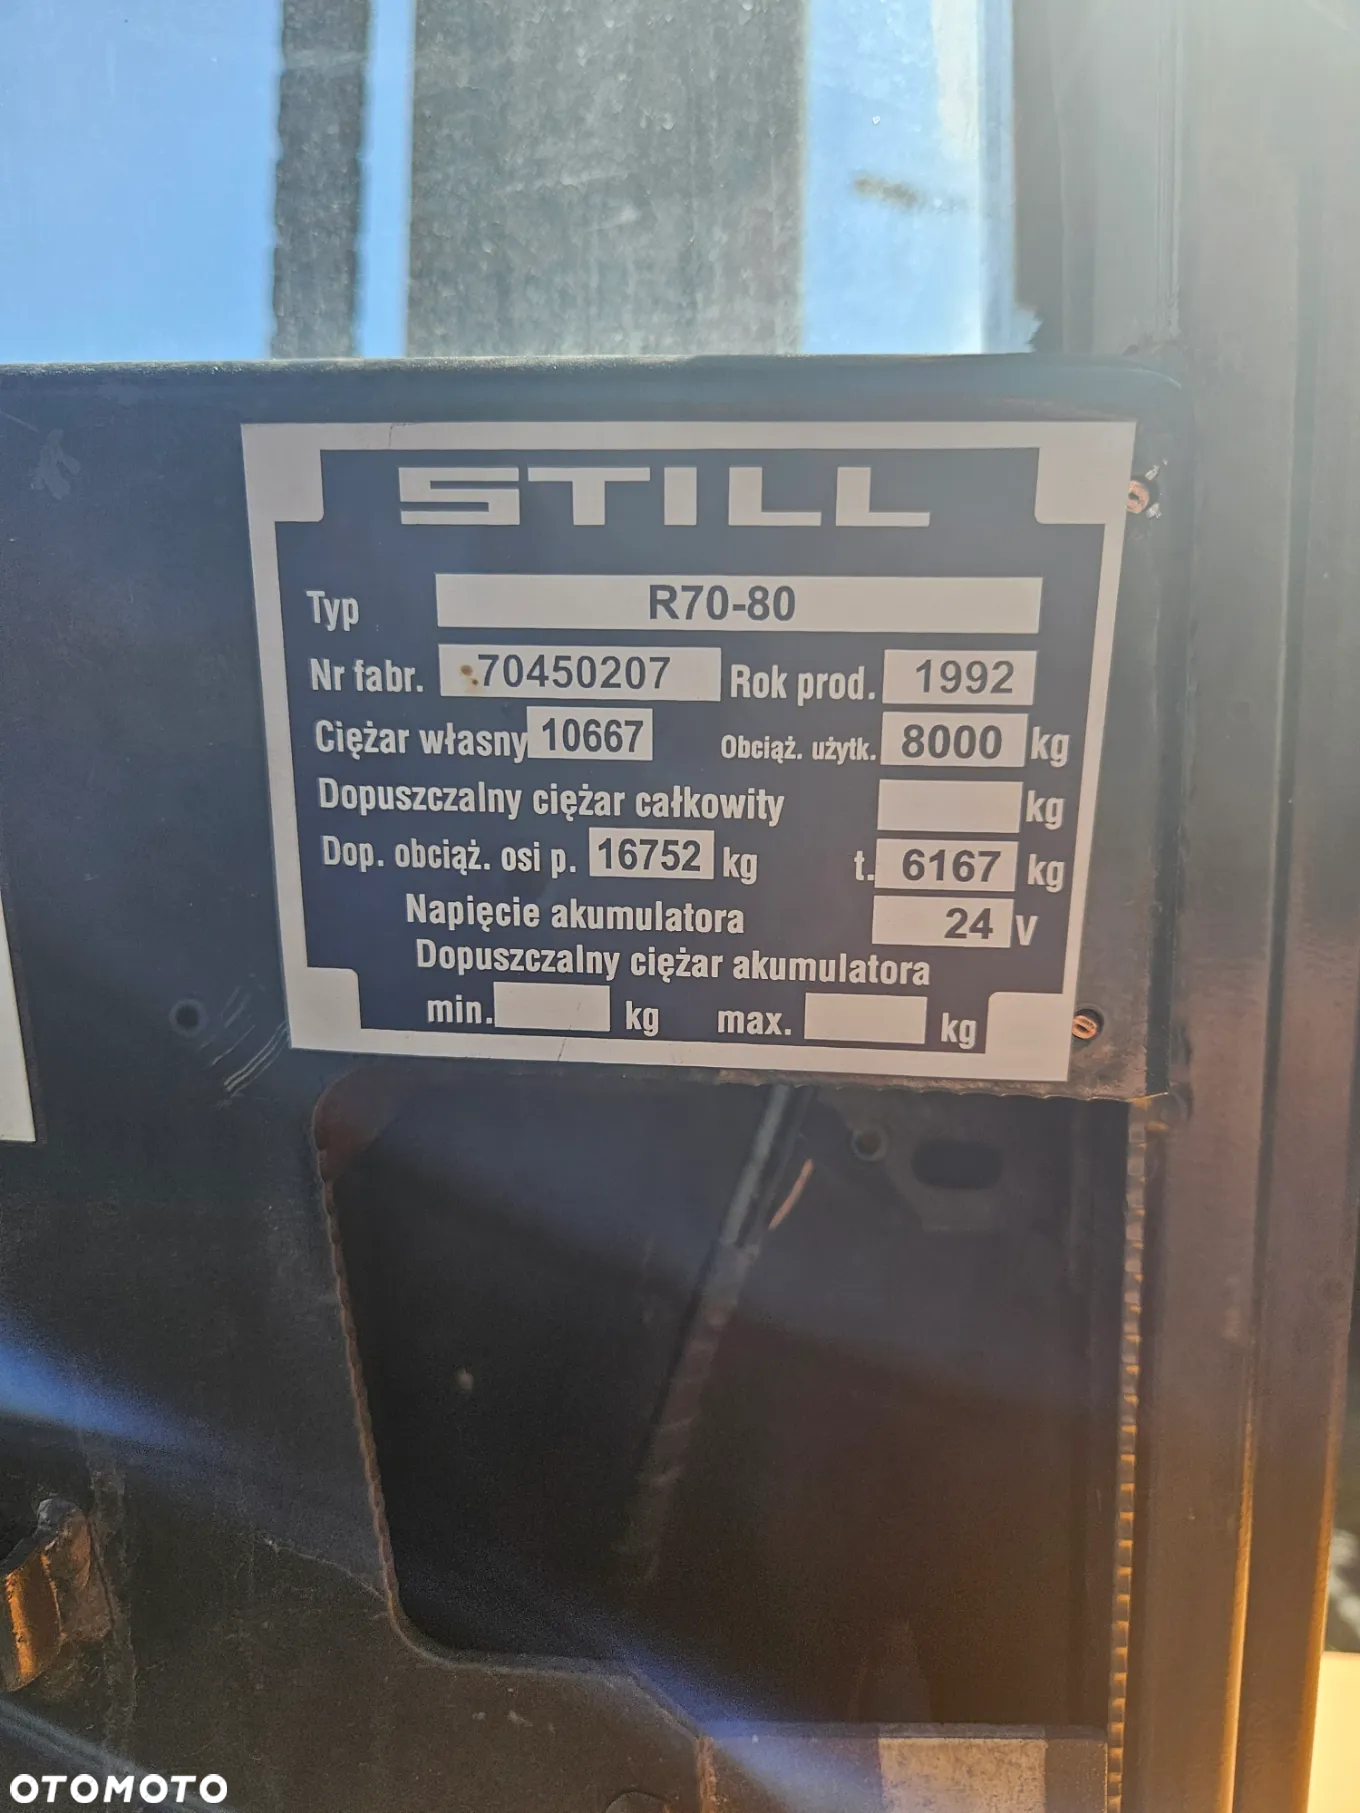 STILL
Typ R70-80
Nr fabr. 70450207 Rok prod. 1992
Ciężar własny 10667 Obciąż. użytk. 8000 kg
Dopuszczalny ciężar całkowity kg
Dop. obciąż. osi p. 16752 kg t. 6167 kg
Napięcie akumulatora 24 V
Dopuszczalny ciężar akumulatora
min. kg max. kg
OTOMOTO